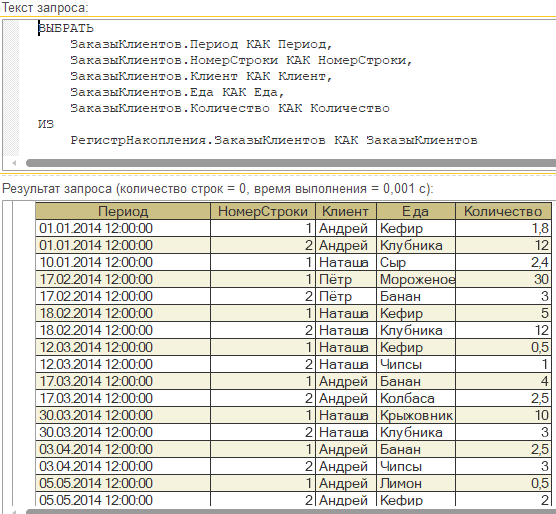 Текст запроса:
ВЫБРАТЬ
ЗаказыКлиентов.Период КАК Период,
ЗаказыКлиентов.НомерСтроки КАК НомерСтроки,
ЗаказыКлиентов.Клиент КАК Клиент,
ЗаказыКлиентов.Еда КАК Еда,
ЗаказыКлиентов.Количество КАК Количество
ИЗ
РегистрНакопления.ЗаказыКлиентов КАК ЗаказыКлиентов
Результат запроса (количество строк = 0, время выполнения = 0,001 с):
Период НомерСтроки Клиент Еда Количество
01.01.2014 12:00:00 1 Андрей Кефир 1,8
01.01.2014 12:00:00 2 Андрей Клубника 12
10.01.2014 12:00:00 1 Наташа Сыр 2,4
17.02.2014 12:00:00 1 Пётр Мороженое 30
17.02.2014 12:00:00 2 Пётр Банан 3
18.02.2014 12:00:00 1 Наташа Кефир 5
18.02.2014 12:00:00 2 Наташа Клубника 12
12.03.2014 12:00:00 1 Наташа Кефир 0,5
12.03.2014 12:00:00 2 Наташа Чипсы 1
17.03.2014 12:00:00 1 Андрей Банан 4
17.03.2014 12:00:00 2 Андрей Колбаса 2,5
30.03.2014 12:00:00 1 Наташа Крыжовник 10
30.03.2014 12:00:00 2 Наташа Клубника 3
03.04.2014 12:00:00 1 Андрей Банан 2,5
03.04.2014 12:00:00 2 Андрей Чипсы 3
05.05.2014 12:00:00 1 Андрей Лимон 0,5
05.05.2014 12:00:00 2 Андрей Кефир 2